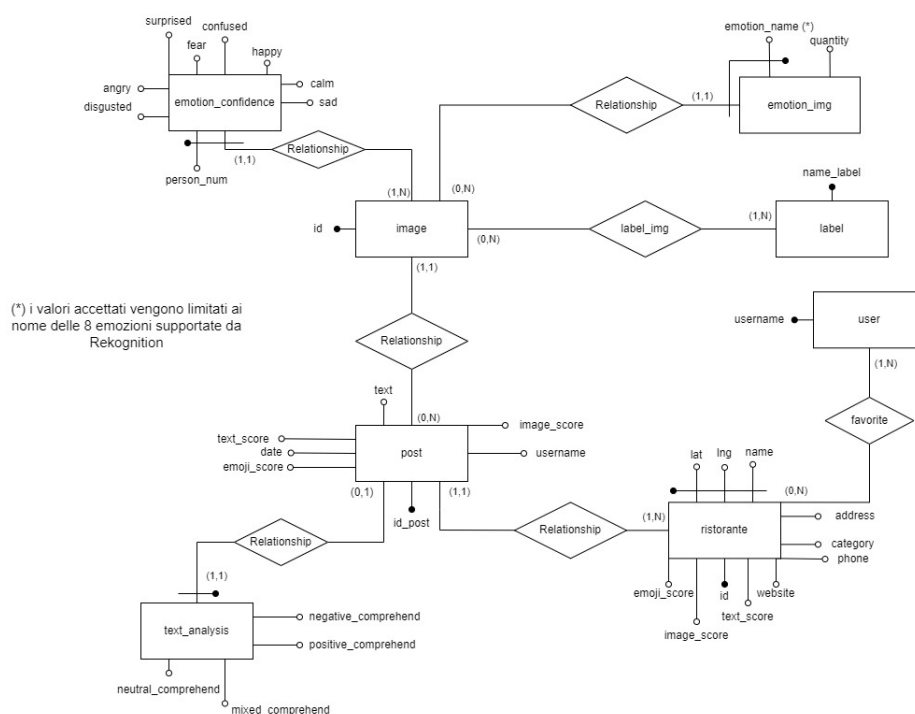 surprised
confused
fear
happy
angry
disgusted
calm
sad
emotion_confidence
(1,1)
person_num
Relationship
(1,N)
emotion_name (*)
quantity
Relationship
(1,1)
emotion_img
(0,N)
id
image
(0,N)
label_img
(1,N)
name_label
label
(1,1)
(*) i valori accettati vengono limitati ai
nome delle 8 emozioni supportate da
Rekognition
Relationship
username
user
(1,N)
favorite
(0,N)
text
(0,N)
text_score
date
emoji_score
post
image_score
username
(0,1)
id_post
(1,1)
Relationship
(1,N)
lat
lng
name
ristorante
address
category
phone
emoji_score
image_score
id
text_score
website
Relationship
(1,1)
text_analysis
negative_comprehend
positive_comprehend
neutral_comprehend
mixed_comprehend